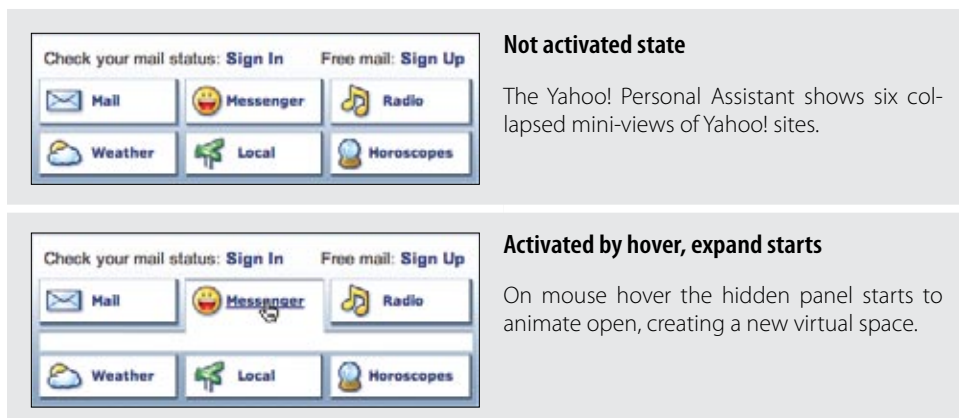 Check your mail status: Sign In Free mail: Sign Up
Mail Messenger Radio
Weather Local Horoscopes
Not activated state
The Yahoo! Personal Assistant shows six col-
lapsed mini-views of Yahoo! sites.
Check your mail status: Sign In Free mail: Sign Up
Mail Messenger Radio
Weather Local Horoscopes
Activated by hover, expand starts
On mouse hover the hidden panel starts to
animate open, creating a new virtual space.